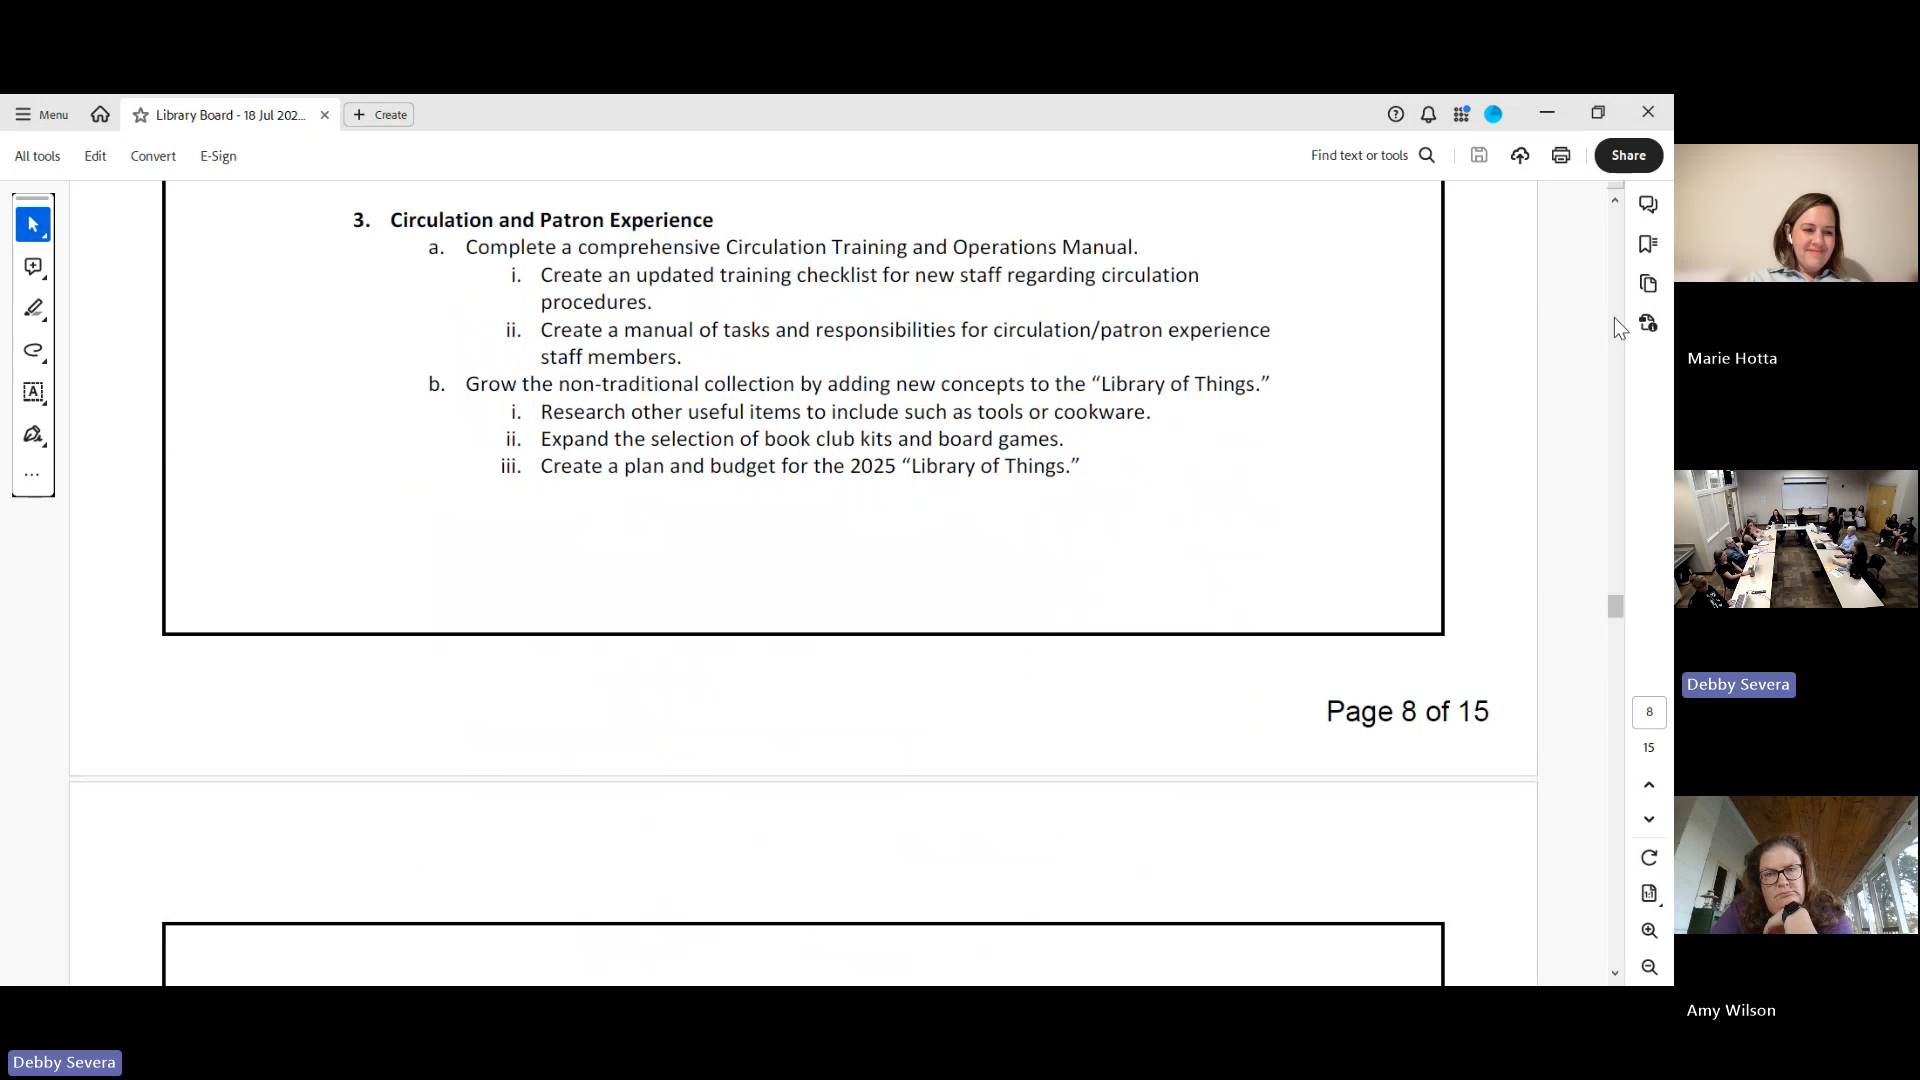 Menu
Library Board - 18 Jul 202...
Create
All tools
Edit
Convert
E-Sign
Find text or tools
Share
3. Circulation and Patron Experience
a. Complete a comprehensive Circulation Training and Operations Manual.
i. Create an updated training checklist for new staff regarding circulation
procedures.
ii. Create a manual of tasks and responsibilities for circulation/patron experience
staff members.
b. Grow the non-traditional collection by adding new concepts to the “Library of Things.”
i. Research other useful items to include such as tools or cookware.
ii. Expand the selection of book club kits and board games.
iii. Create a plan and budget for the 2025 “Library of Things.”
Page 8 of 15
8
15
Marie Hotta
Debby Severa
Amy Wilson
Debby Severa